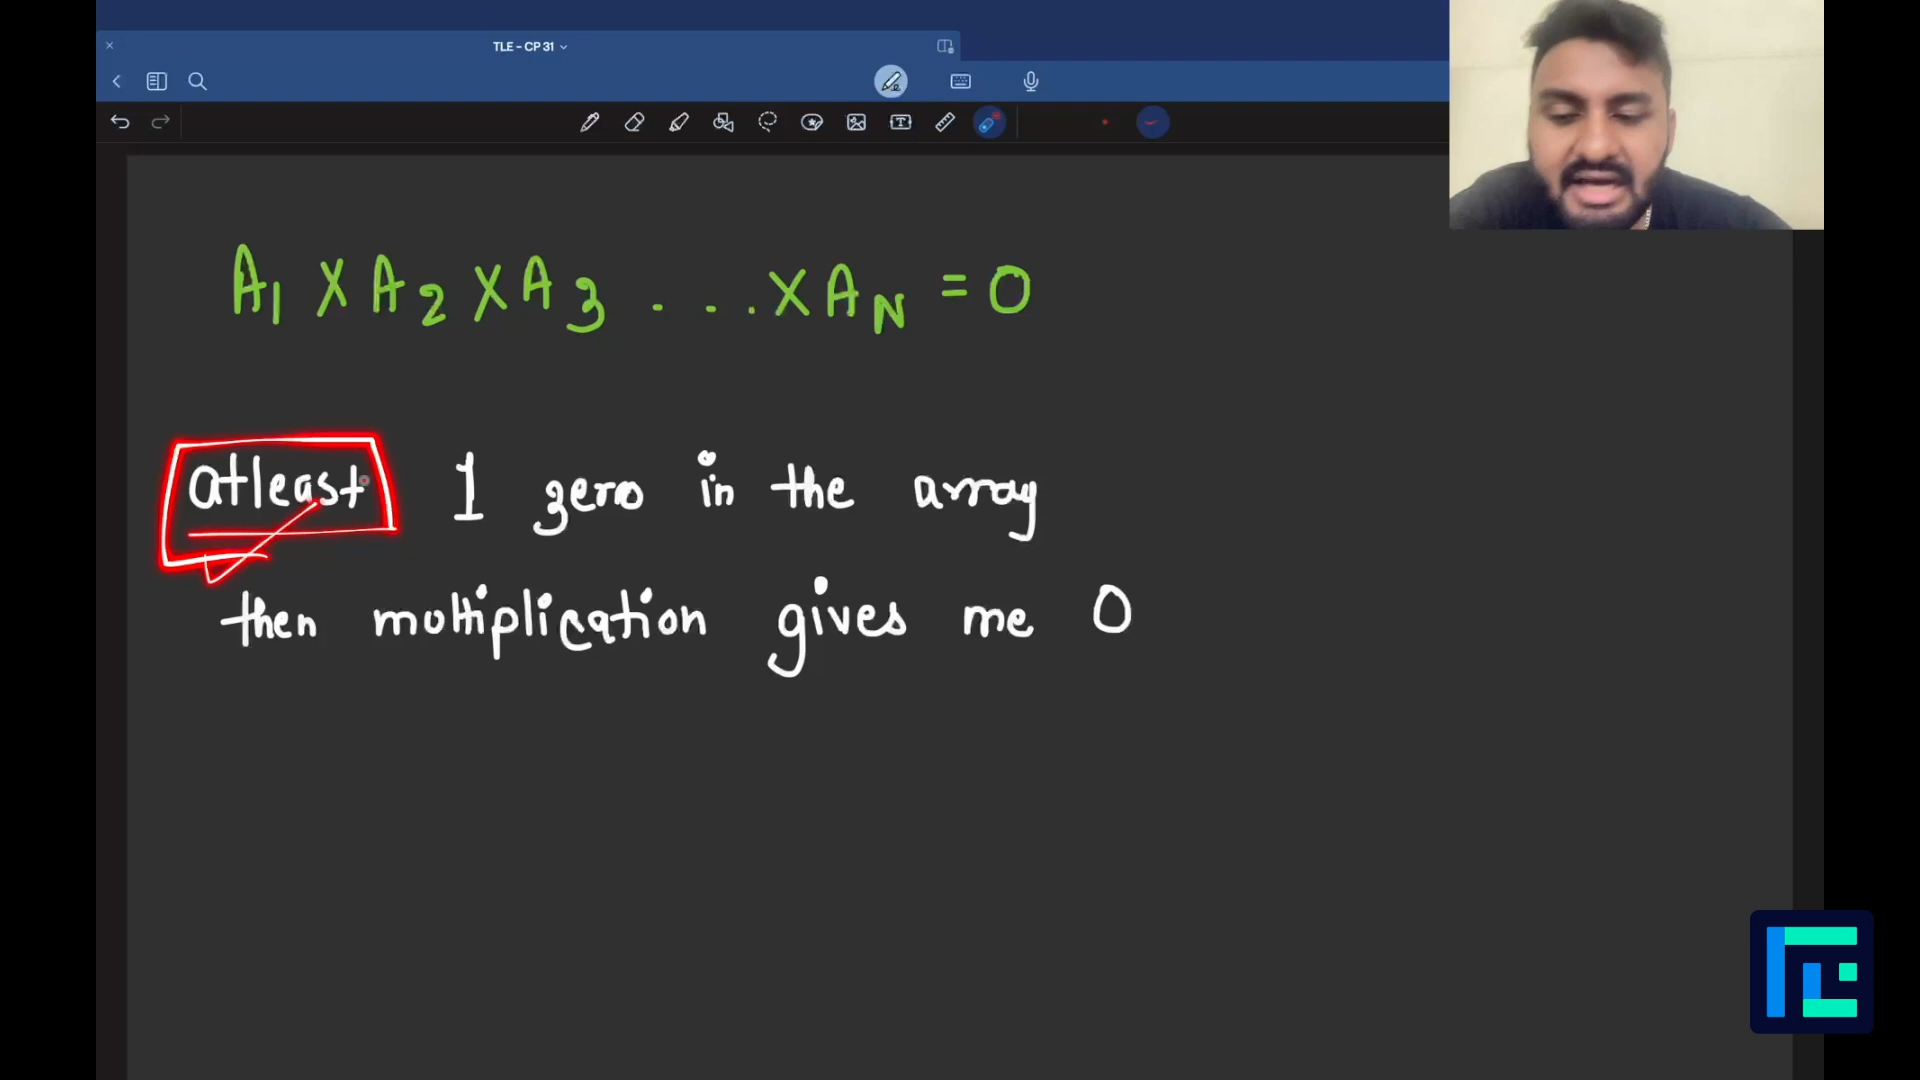 TLE - CP 31
A1 X A2 X A3 . . . . X AN = 0
atleast 1 zero in the array
then multiplication gives me 0